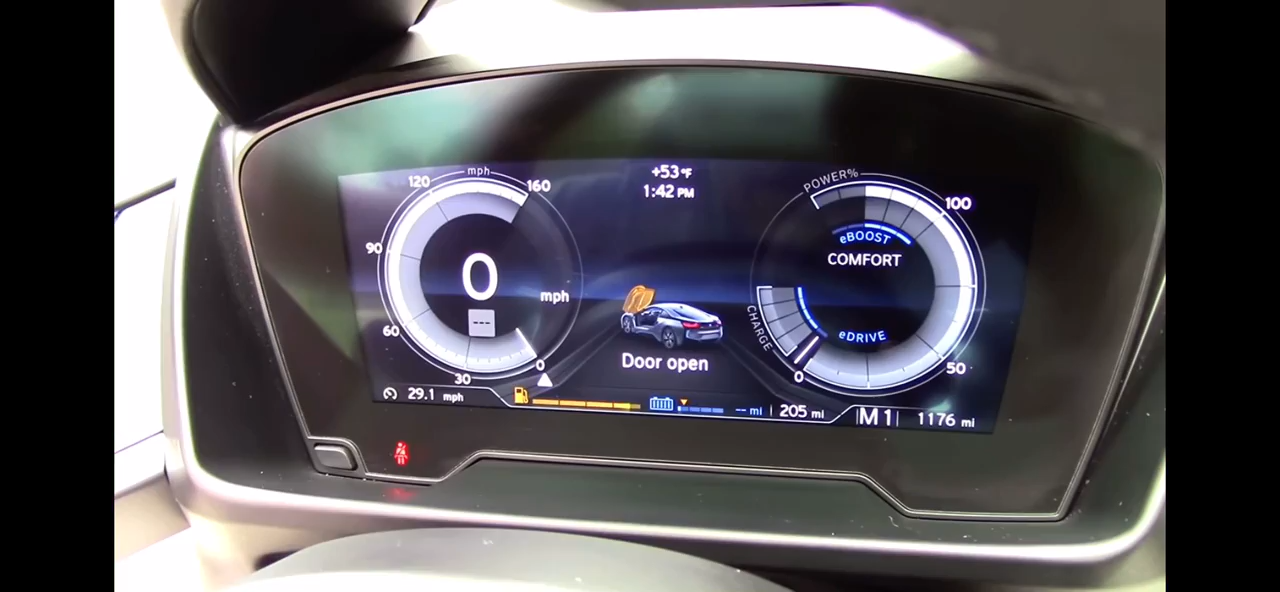 +53°F
1:42 PM
mph
120
160
90
0
mph
---
60
30
0
29.1 mph
Door open
-- mi
205 mi
POWER%
100
eBOOST
COMFORT
CHARGE
eDRIVE
50
0
M 1
1176 mi